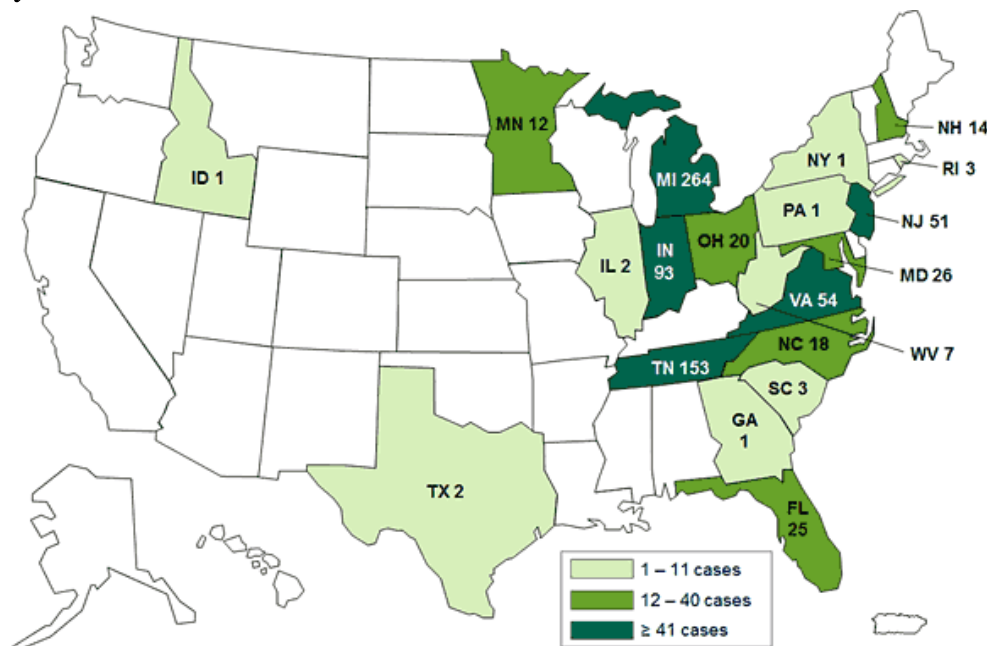 MN 12
NH 14
NY 1
RI 3
ID 1
MI 264
PA 1
NJ 51
OH 20
IN
93
IL 2
MD 26
VA 54
NC 18
WV 7
TN 153
SC 3
GA
1
TX 2
FL
25
1 – 11 cases
12 – 40 cases
≥ 41 cases